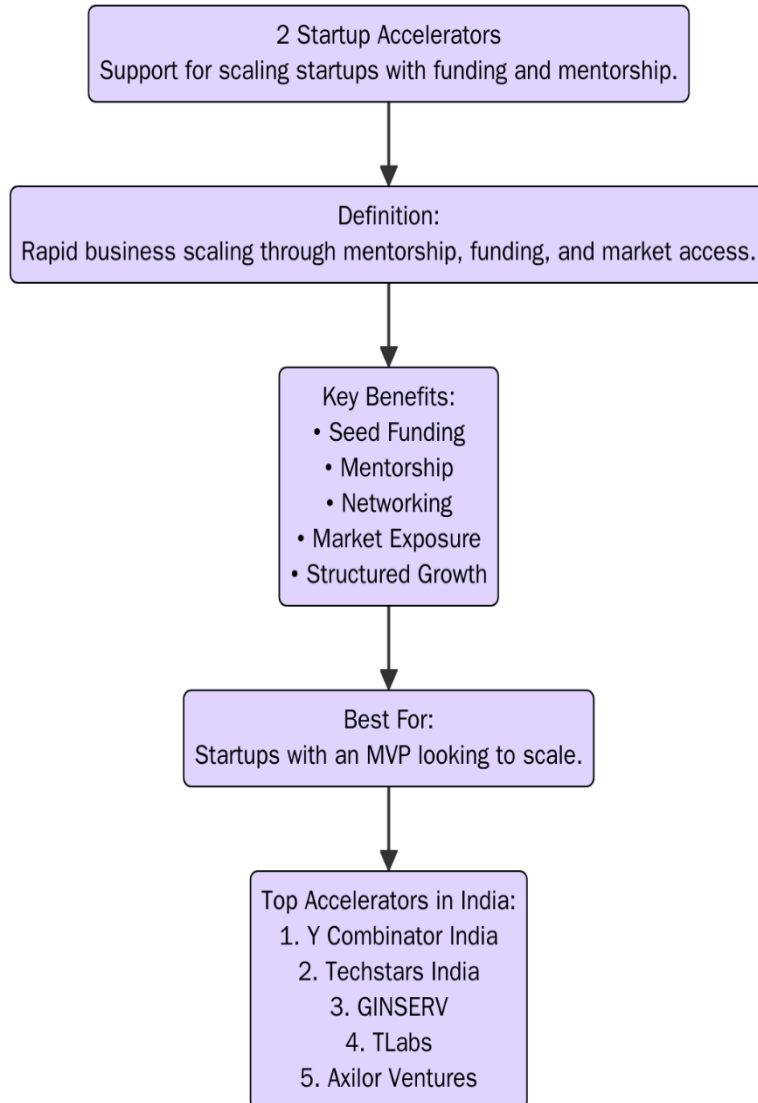 2 Startup Accelerators
Support for scaling startups with funding and mentorship.
Definition:
Rapid business scaling through mentorship, funding, and market access.
Key Benefits:
• Seed Funding
• Mentorship
• Networking
• Market Exposure
• Structured Growth
Best For:
Startups with an MVP looking to scale.
Top Accelerators in India:
1. Y Combinator India
2. Techstars India
3. GINSERV
4. TLabs
5. Axilor Ventures